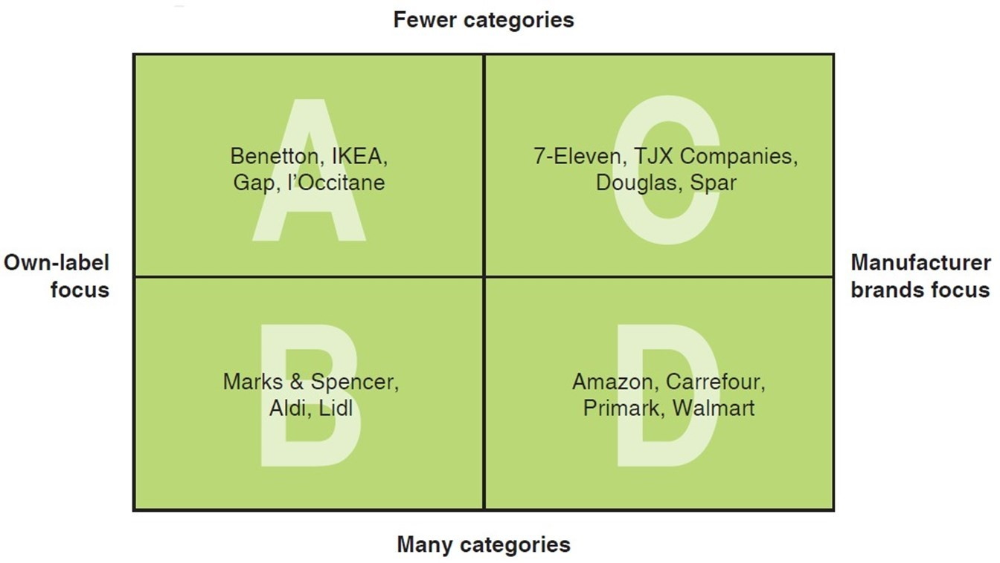 Fewer categories
A
Benetton, IKEA,
Gap, l’Occitane
C
7-Eleven, TJX Companies,
Douglas, Spar
Own-label
focus
Manufacturer
brands focus
B
Marks & Spencer,
Aldi, Lidl
D
Amazon, Carrefour,
Primark, Walmart
Many categories